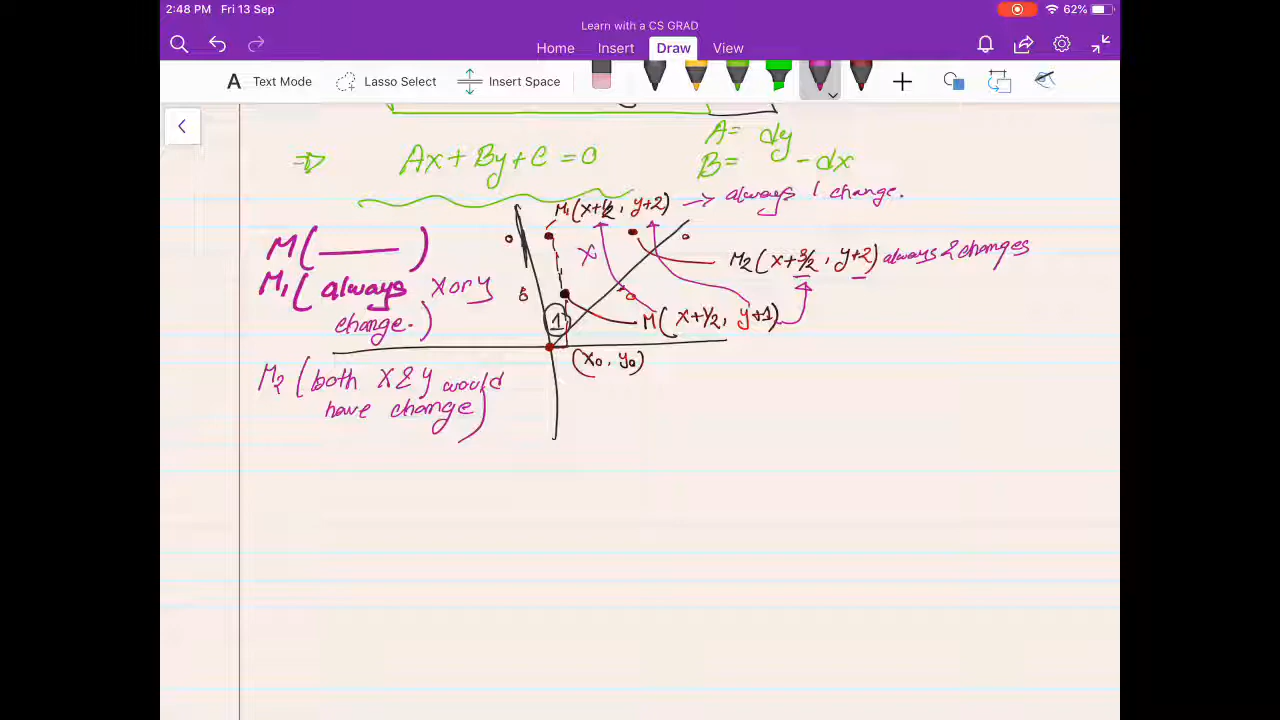 2:48 PM Fri 13 Sep
62%
Learn with a CS GRAD
Home Insert Draw View
A Text Mode
Lasso Select
Insert Space
=> Ax + By + C = 0
A = dy
B = -dx
M1(x+1/2, y+2) -> always 1 change.
M( )
M1( always x or y
change. )
M2(x+3/2, y+2) always 2 changes
X
1
M(x+1/2, y+1)
(x0, y0)
M2 ( both X & Y would
have change )